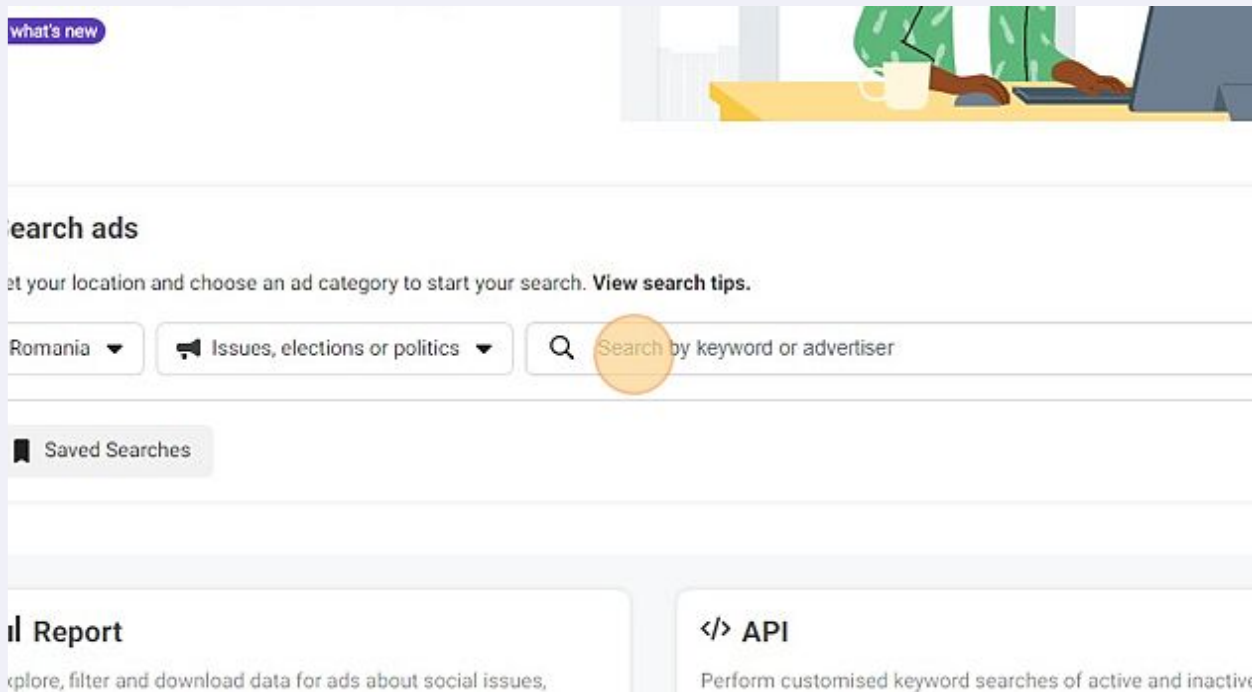 what's new
earch ads
et your location and choose an ad category to start your search. View search tips.
Romania
Issues, elections or politics
Search by keyword or advertiser
Saved Searches
Report
xplore, filter and download data for ads about social issues,
API
Perform customised keyword searches of active and inactive